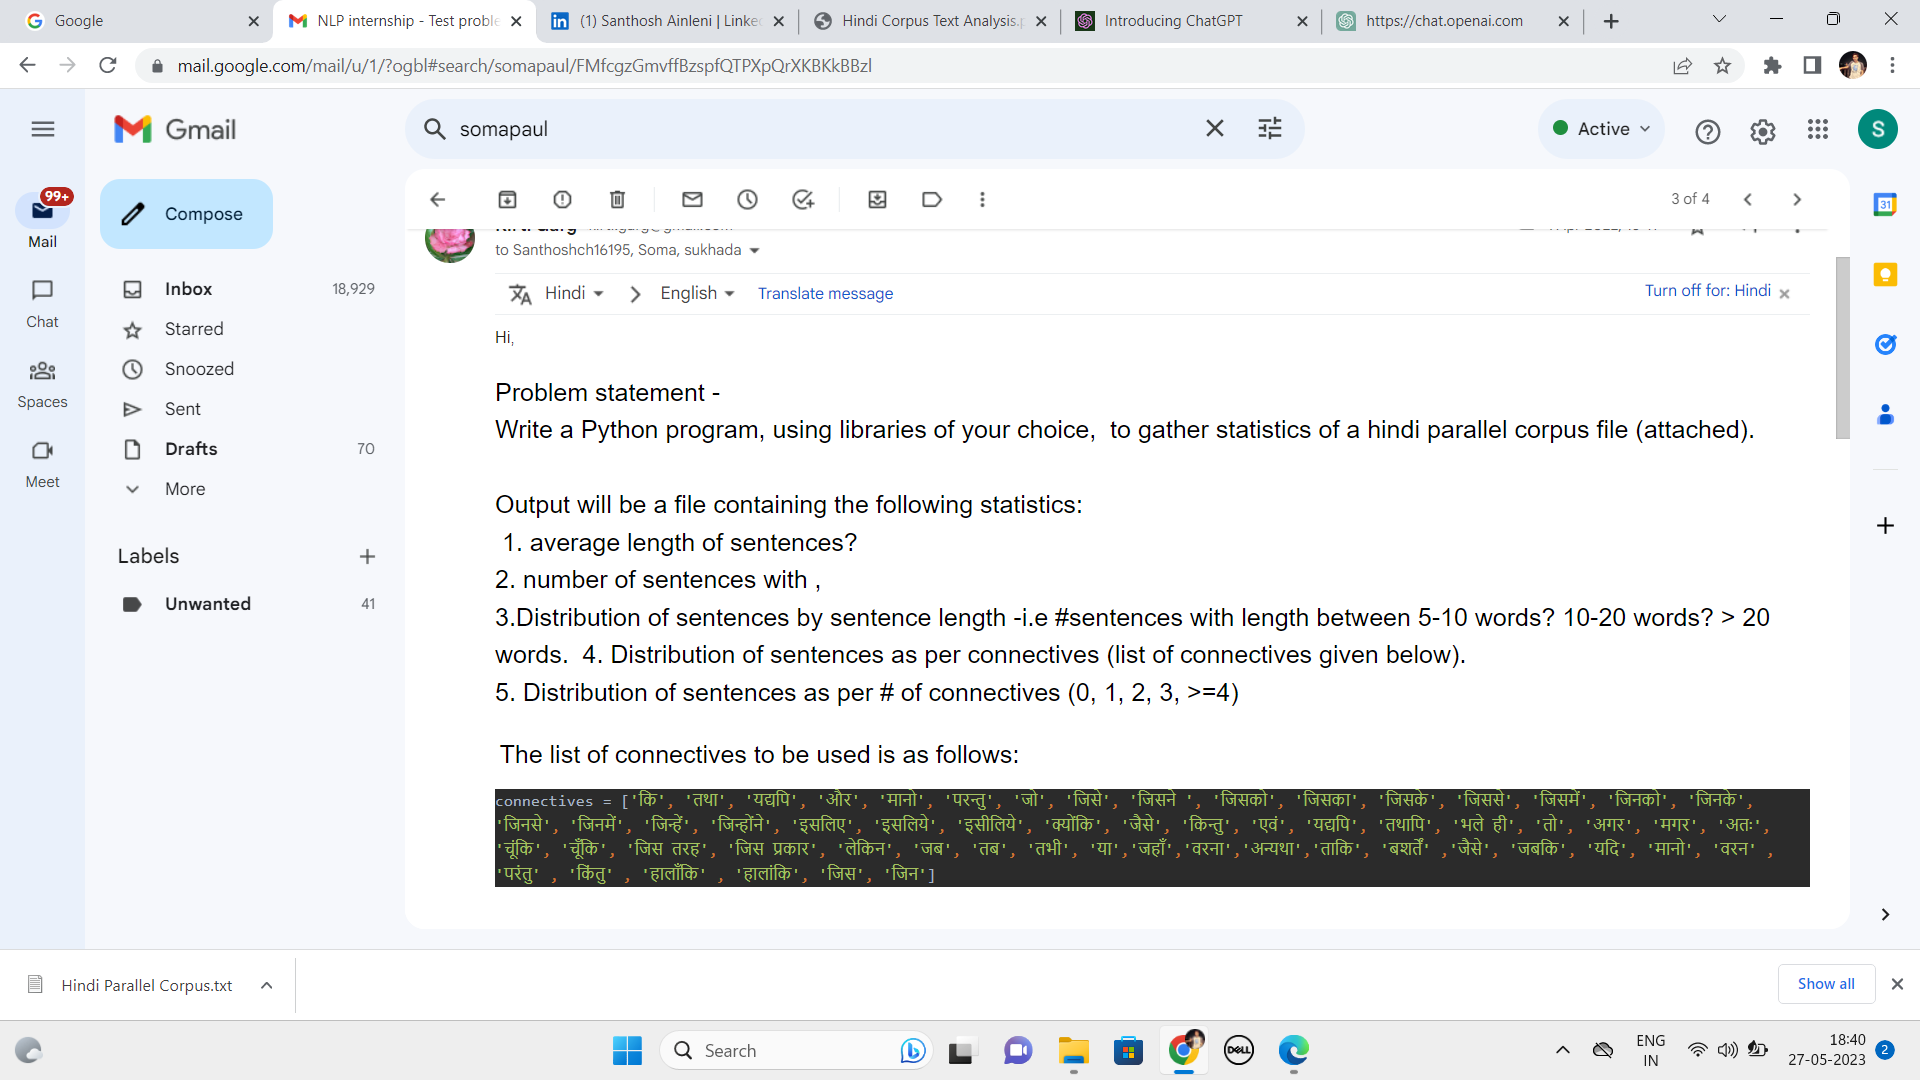 Google
NLP internship - Test proble
(1) Santhosh Ainleni | Linke
Hindi Corpus Text Analysis.p
Introducing ChatGPT
https://chat.openai.com
mail.google.com/mail/u/1/?ogbl#search/somapaul/FMfcgzGmvffBzspfQTPXpQrXKBKkBBzl
Gmail
somapaul
Active
S
99+
Mail
Chat
Spaces
Meet
Compose
Inbox 18,929
Starred
Snoozed
Sent
Drafts 70
More
Labels
Unwanted 41
3 of 4
to Santhoshch16195, Soma, sukhada
Hindi English Translate message Turn off for: Hindi
Hi,
Problem statement -
Write a Python program, using libraries of your choice, to gather statistics of a hindi parallel corpus file (attached).
Output will be a file containing the following statistics:
1. average length of sentences?
2. number of sentences with ,
3.Distribution of sentences by sentence length -i.e #sentences with length between 5-10 words? 10-20 words? > 20
words. 4. Distribution of sentences as per connectives (list of connectives given below).
5. Distribution of sentences as per # of connectives (0, 1, 2, 3, >=4)
The list of connectives to be used is as follows:
connectives = ['कि', 'तथा', 'यद्यपि', 'और', 'मानो', 'परन्तु', 'जो', 'जिसे', 'जिसने ', 'जिसको', 'जिसका', 'जिसके', 'जिससे', 'जिसमें', 'जिनको', 'जिनके',
'जिनसे', 'जिनमें', 'जिन्हें', 'जिन्होंने', 'इसलिए', 'इसलिये', 'इसीलिये', 'क्योंकि', 'जैसे', 'किन्तु', 'एवं', 'यद्यपि', 'तथापि', 'भले ही', 'तो', 'अगर', 'मगर', 'अतः',
'चूंकि', 'चूँकि', 'जिस तरह', 'जिस प्रकार', 'लेकिन', 'जब', 'तब', 'तभी', 'या','जहाँ','वरना','अन्यथा','ताकि', 'बशर्तें' ,'जैसे', 'जबकि', 'यदि', 'मानो', 'वरन' ,
'परंतु' , 'किंतु' , 'हालाँकि' , 'हालांकि', 'जिस', 'जिन']
31
Hindi Parallel Corpus.txt
Show all
Search
DELL
ENG
IN
18:40
27-05-2023
2